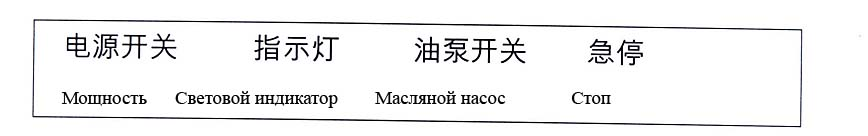 电源开关 指示灯 油泵开关 急停
Мощность Световой индикатор Масляной насос Стоп